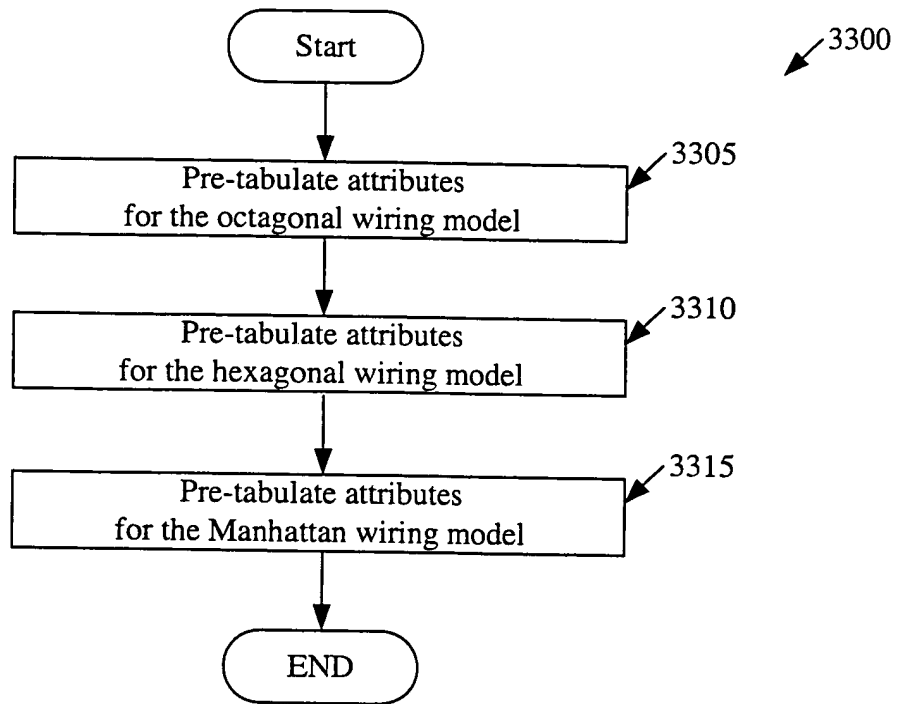 Start
3300
3305
Pre-tabulate attributes
for the octagonal wiring model
3310
Pre-tabulate attributes
for the hexagonal wiring model
3315
Pre-tabulate attributes
for the Manhattan wiring model
END